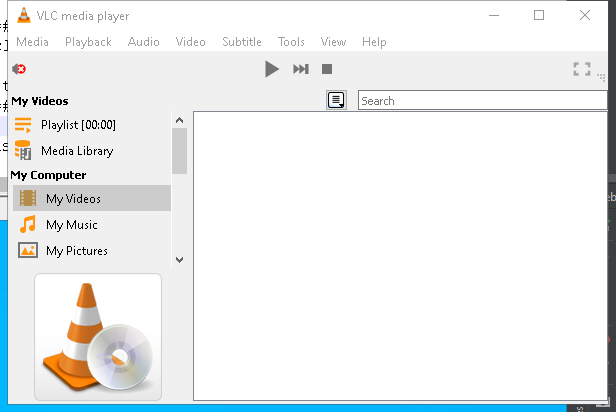 VLC media player
Media Playback Audio Video Subtitle Tools View Help
My Videos
Search
Playlist [00:00]
Media Library
My Computer
My Videos
My Music
My Pictures